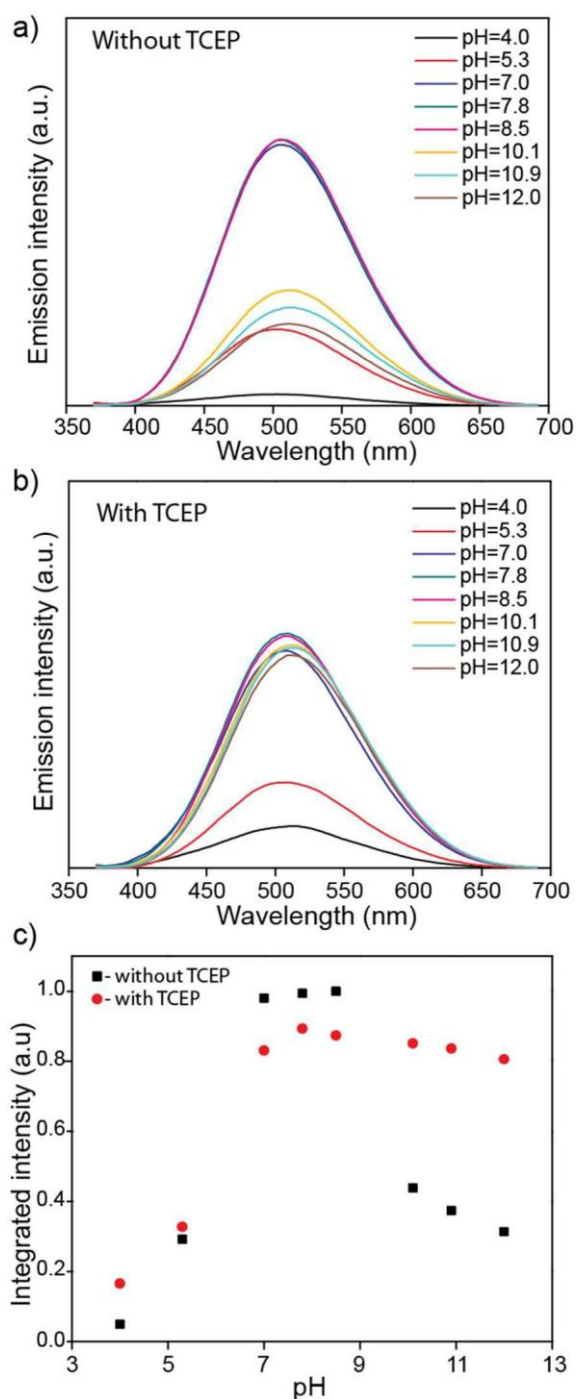 a)
Without TCEP
pH=4.0
pH=5.3
pH=7.0
pH=7.8
pH=8.5
pH=10.1
pH=10.9
pH=12.0
Emission intensity (a.u.)
350 400 450 500 550 600 650 700
Wavelength (nm)
b)
With TCEP
pH=4.0
pH=5.3
pH=7.0
pH=7.8
pH=8.5
pH=10.1
pH=10.9
pH=12.0
Emission intensity (a.u.)
350 400 450 500 550 600 650 700
Wavelength (nm)
c)
- without TCEP
- with TCEP
Integrated intensity (a.u)
1.0
0.8
0.6
0.4
0.2
0.0
3 5 7 9 11 13
pH